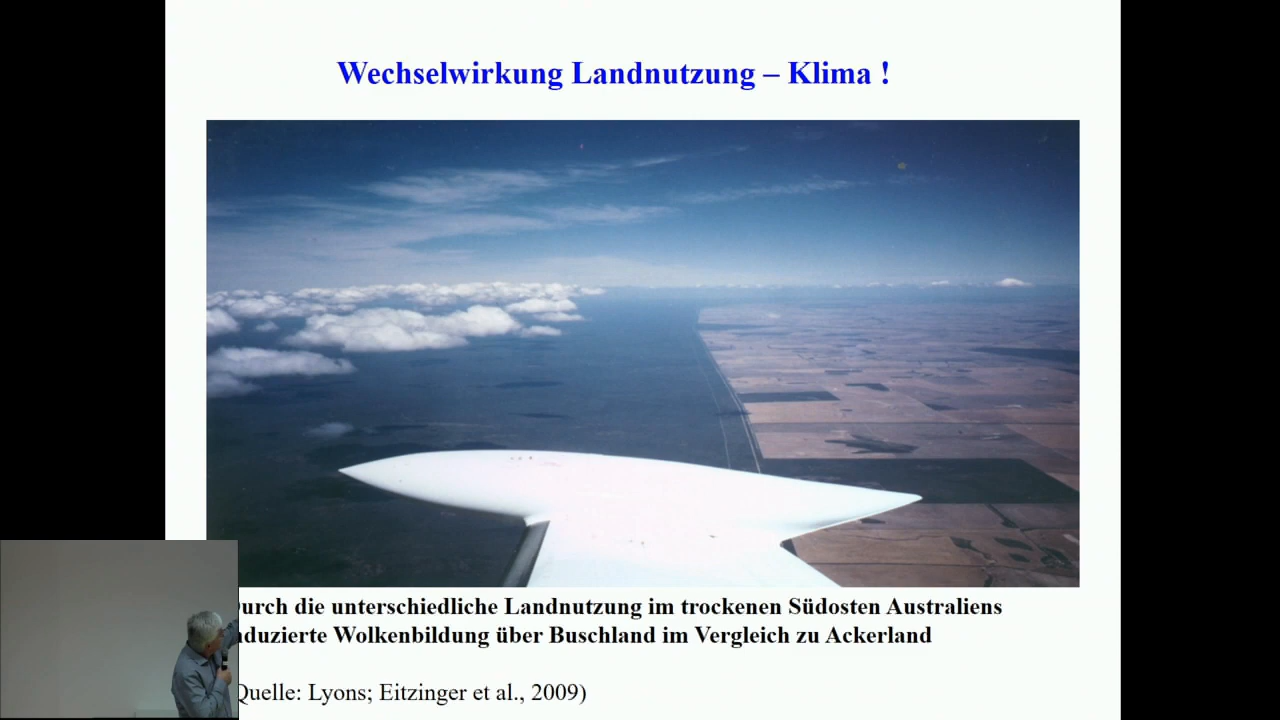 Wechselwirkung Landnutzung – Klima !
urch die unterschiedliche Landnutzung im trockenen Südosten Australiens
nduzierte Wolkenbildung über Buschland im Vergleich zu Ackerland
Quelle: Lyons; Eitzinger et al., 2009)